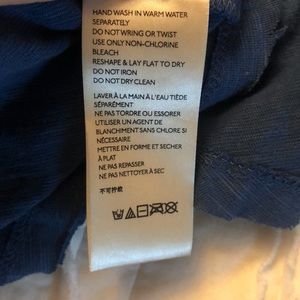 HAND WASH IN WARM WATER
SEPARATELY
DO NOT WRING OR TWIST
USE ONLY NON-CHLORINE
BLEACH
RESHAPE & LAY FLAT TO DRY
DO NOT IRON
DO NOT DRY CLEAN
LAVER À LA MAIN À L'EAU TIÈDE
SÉPARÉMENT
NE PAS TORDRE OU ESSORER
UTILISER UN AGENT DE
BLANCHIMENT SANS CHLORE SI
NÉCESSAIRE
METTRE EN FORME ET SECHER
À PLAT
NE PAS REPASSER
NE PAS NETTOYER À SEC
不可拧绞